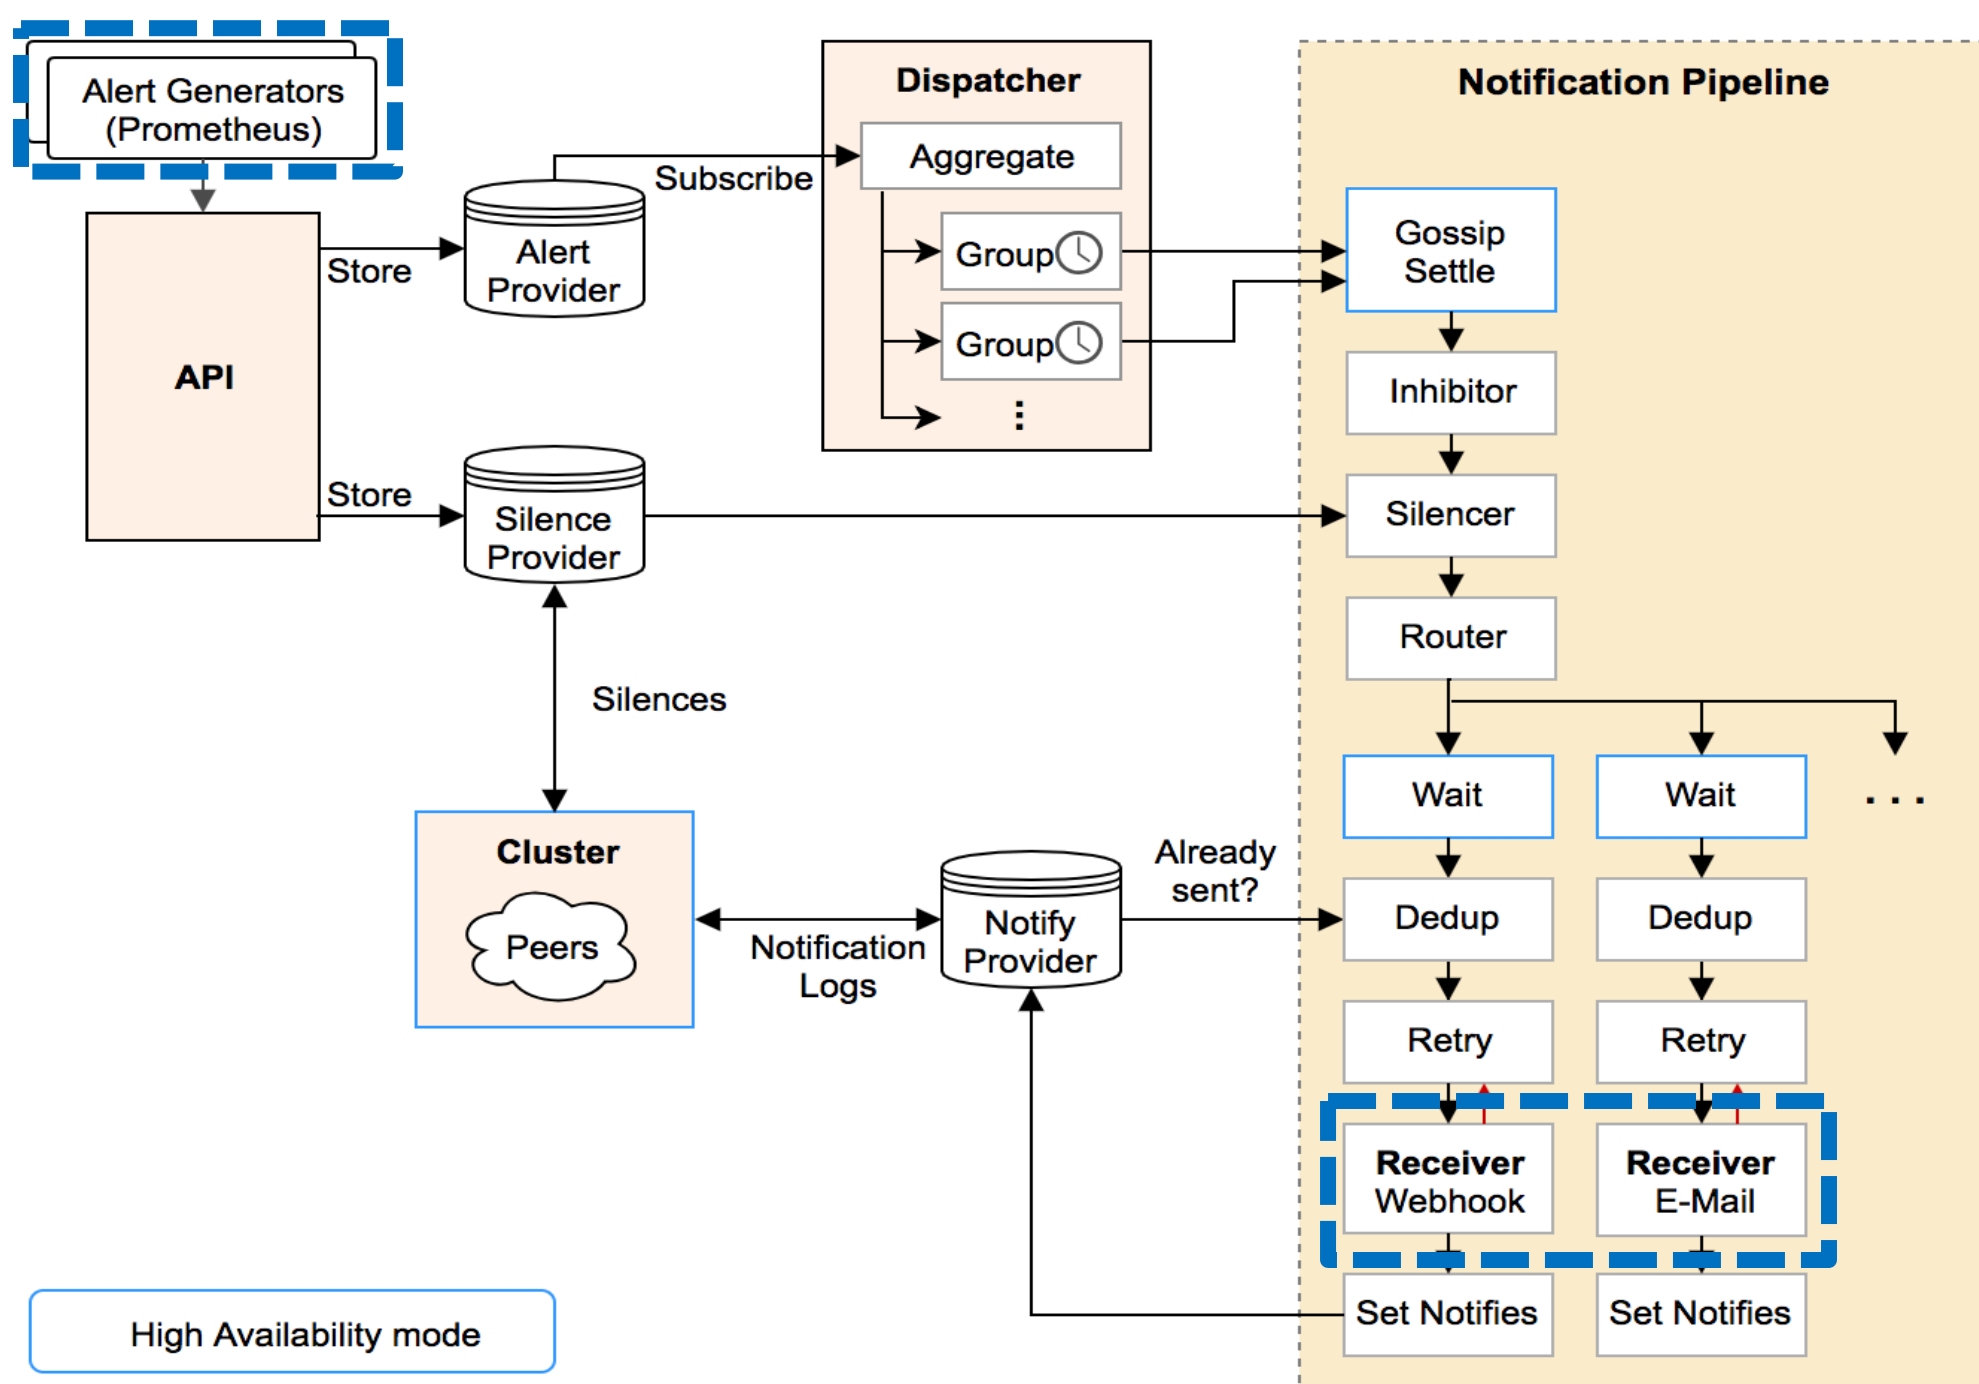 Alert Generators
(Prometheus)
API
Store
Alert
Provider
Subscribe
Dispatcher
Aggregate
Group
Group
Store
Silence
Provider
Silences
Cluster
Peers
Notification
Logs
Notify
Provider
Already
sent?
Notification Pipeline
Gossip
Settle
Inhibitor
Silencer
Router
Wait
Wait
. . .
Dedup
Dedup
Retry
Retry
Receiver
Webhook
Receiver
E-Mail
Set Notifies
Set Notifies
High Availability mode